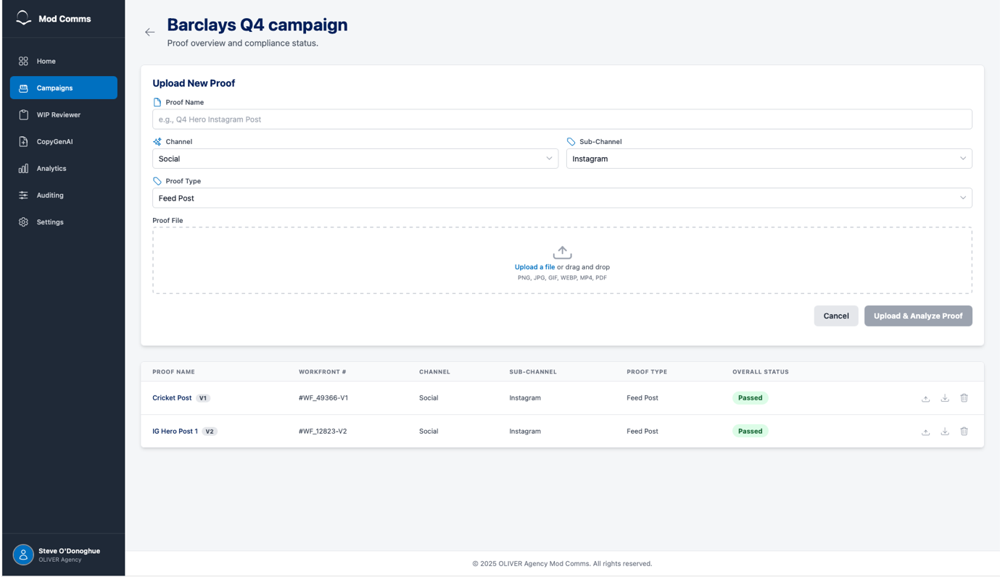 Mod Comms
Home
Campaigns
WIP Reviewer
CopyGenAI
Analytics
Auditing
Settings
Steve O'Donoghue
OLIVER Agency
Barclays Q4 campaign
Proof overview and compliance status.
Upload New Proof
Proof Name
e.g., Q4 Hero Instagram Post
Channel Sub-Channel
Social Instagram
Proof Type
Feed Post
Proof File
Upload a file or drag and drop
PNG, JPG, GIF, WEBP, MP4, PDF
Cancel Upload & Analyze Proof
PROOF NAME WORKFRONT # CHANNEL SUB-CHANNEL PROOF TYPE OVERALL STATUS
Cricket Post V1 #WF_49366-V1 Social Instagram Feed Post Passed
IG Hero Post 1 V2 #WF_12823-V2 Social Instagram Feed Post Passed
© 2025 OLIVER Agency Mod Comms. All rights reserved.